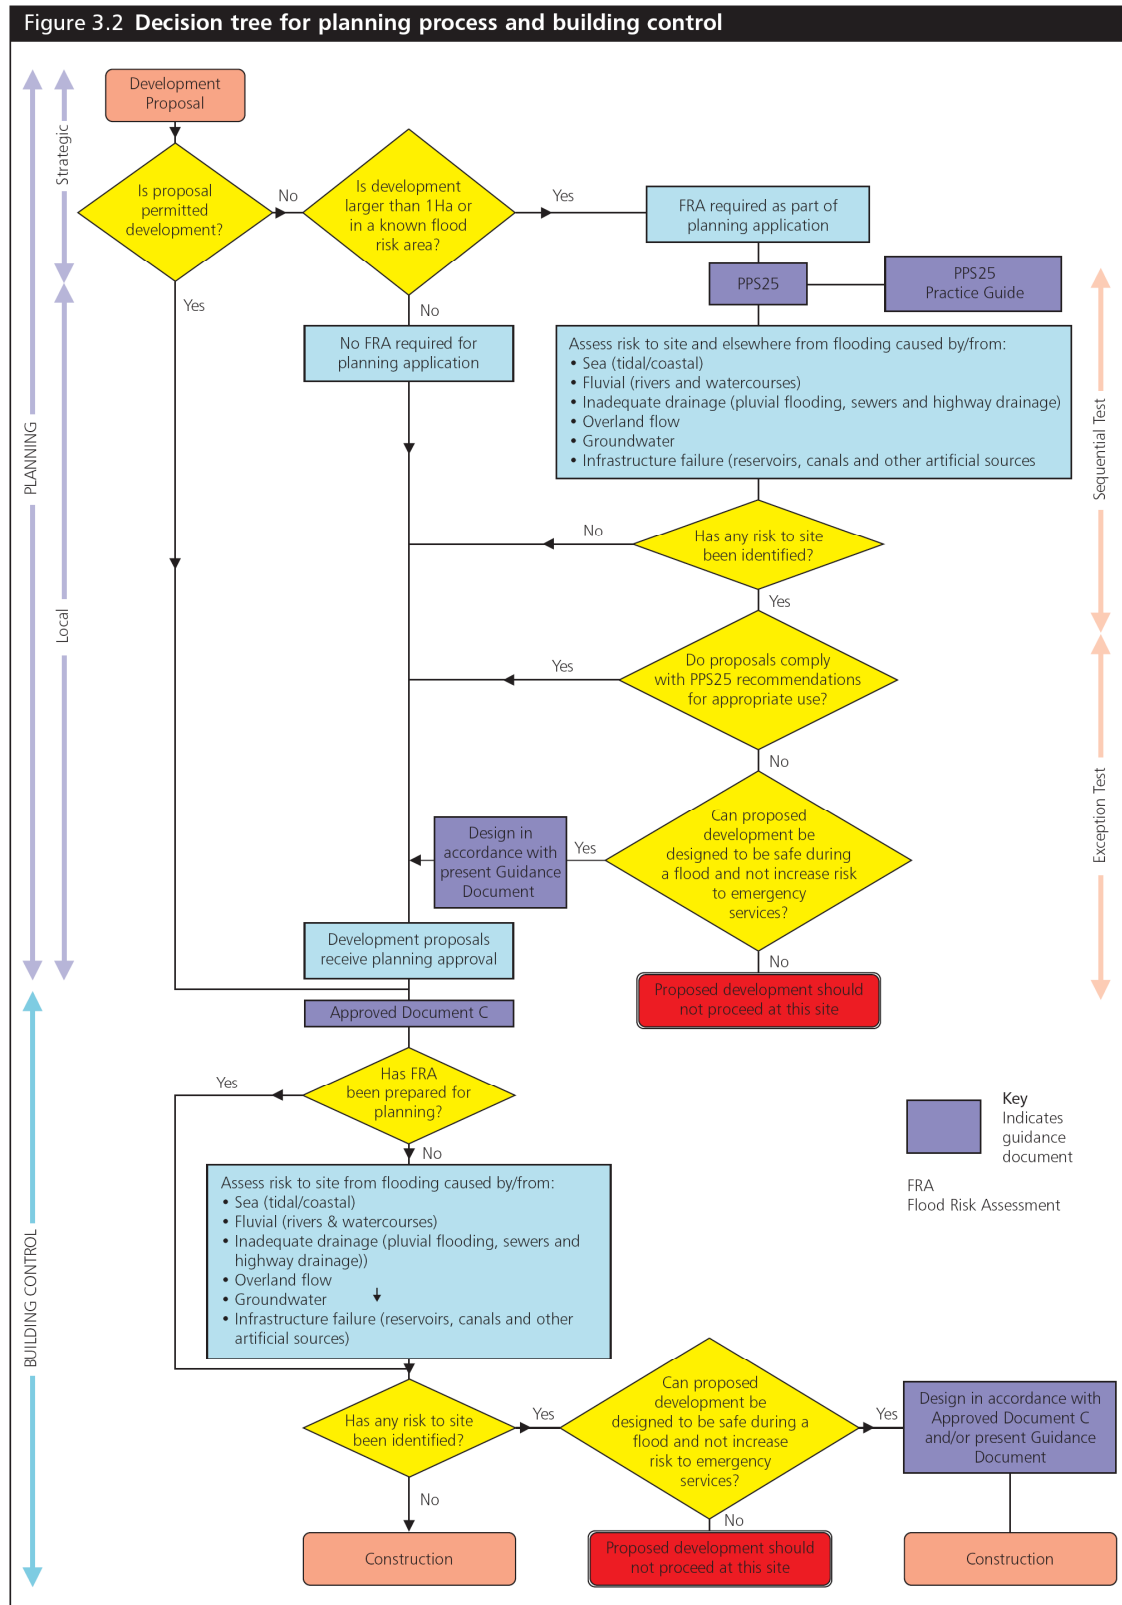 Figure 3.2 Decision tree for planning process and building control
Development
Proposal
Strategic
Is proposal
permitted
development?
No
Is development
larger than 1Ha or
in a known flood
risk area?
Yes
FRA required as part of
planning application
PPS25
PPS25
Practice Guide
Yes
No
No FRA required for
planning application
Assess risk to site and elsewhere from flooding caused by/from:
• Sea (tidal/coastal)
• Fluvial (rivers and watercourses)
• Inadequate drainage (pluvial flooding, sewers and highway drainage)
• Overland flow
• Groundwater
• Infrastructure failure (reservoirs, canals and other artificial sources
PLANNING
Sequential Test
No
Has any risk to site
been identified?
Yes
Local
Yes
Do proposals comply
with PPS25 recommendations
for appropriate use?
No
Design in
accordance with
present Guidance
Document
Yes
Can proposed
development be
designed to be safe during
a flood and not increase risk
to emergency
services?
Exception Test
No
Development proposals
receive planning approval
Proposed development should
not proceed at this site
Approved Document C
Has FRA
been prepared for
planning?
Yes
No
Key
Indicates
guidance
document
FRA
Flood Risk Assessment
Assess risk to site from flooding caused by/from:
• Sea (tidal/coastal)
• Fluvial (rivers & watercourses)
• Inadequate drainage (pluvial flooding, sewers and
highway drainage))
• Overland flow
• Groundwater
• Infrastructure failure (reservoirs, canals and other
artificial sources)
BUILDING CONTROL
Has any risk to site
been identified?
Yes
Can proposed
development be
designed to be safe during a
flood and not increase
risk to emergency
services?
Yes
Design in accordance with
Approved Document C
and/or present Guidance
Document
No
No
Construction
Proposed development should
not proceed at this site
Construction